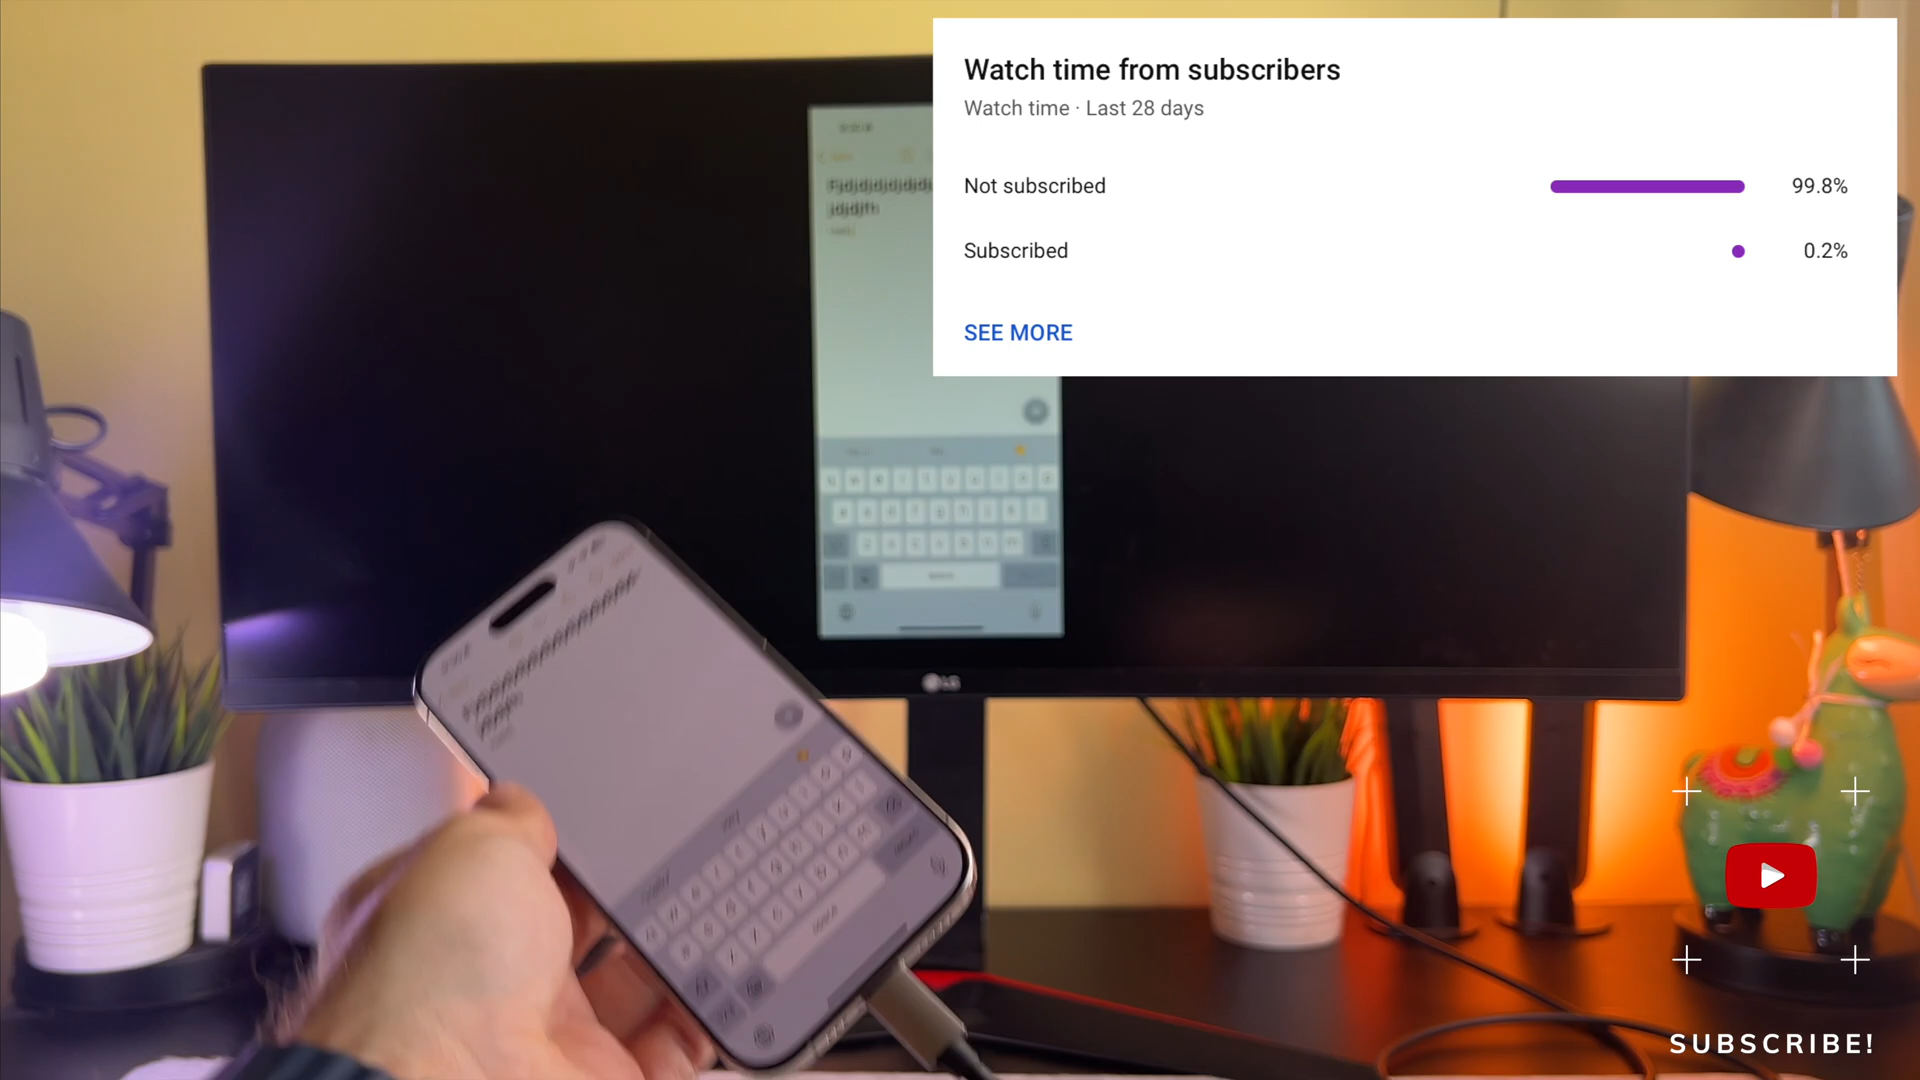 Watch time from subscribers
Watch time · Last 28 days
Not subscribed 99.8%
Subscribed 0.2%
SEE MORE
LG
SUBSCRIBE!